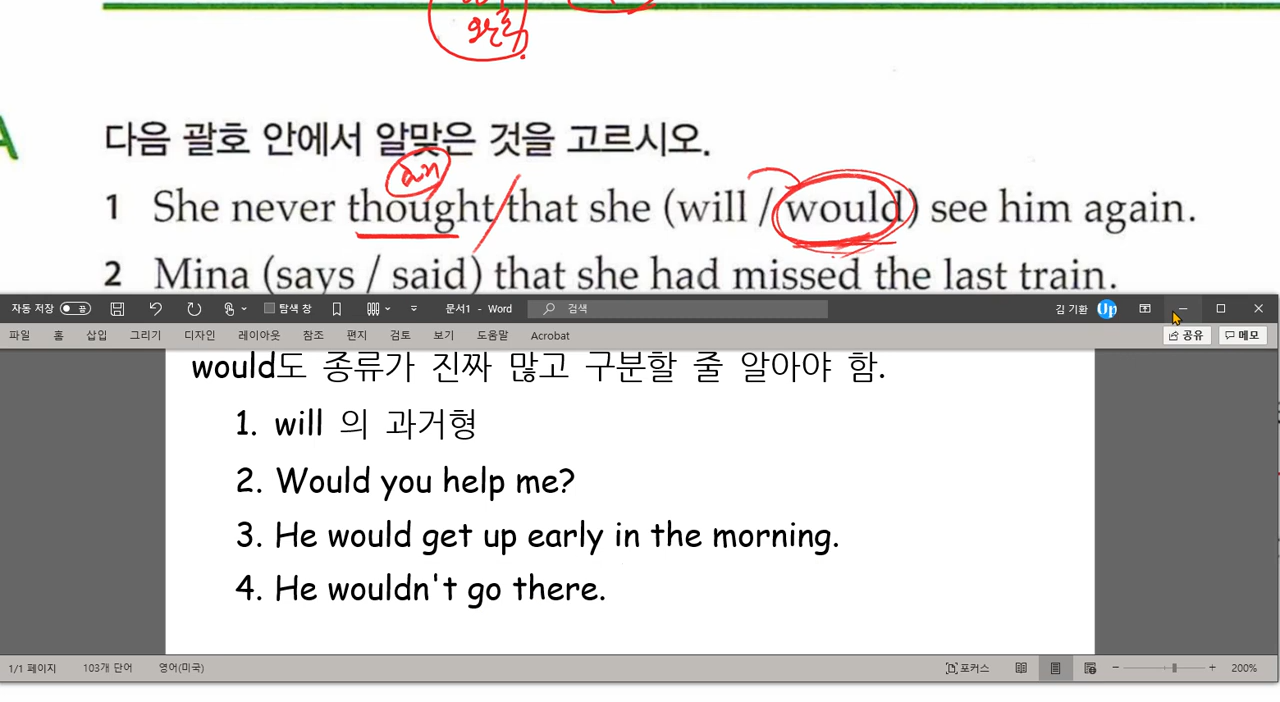 완료
A
다음 괄호 안에서 알맞은 것을 고르시오.
과거
1 She never thought that she (will / would) see him again.
2 Mina (says / said) that she had missed the last train.
자동 저장 끔 탐색 창 문서1 - Word 검색 김 기환 Up
파일 홈 삽입 그리기 디자인 레이아웃 참조 편지 검토 보기 도움말 Acrobat 공유 메모
would도 종류가 진짜 많고 구분할 줄 알아야 함.
1. will 의 과거형
2. Would you help me?
3. He would get up early in the morning.
4. He wouldn't go there.
1/1 페이지 103개 단어 영어(미국) 포커스 200%